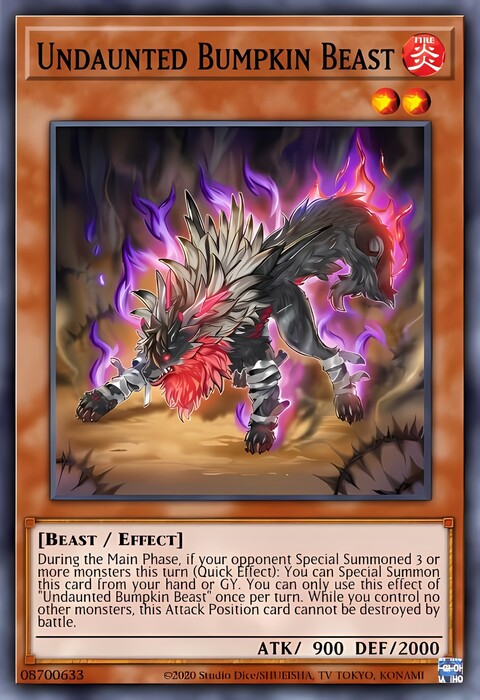 UNDAUNTED BUMPKIN BEAST
FIRE
炎
[BEAST / EFFECT]
During the Main Phase, if your opponent Special Summoned 3 or
more monsters this turn (Quick Effect): You can Special Summon
this card from your hand or GY. You can only use this effect of
"Undaunted Bumpkin Beast" once per turn. While you control
no other monsters, this Attack Position card cannot be destroyed by
battle.
ATK/ 900 DEF/2000
08700633
©2020 Studio Dice/SHUEISHA, TV TOKYO, KONAMI